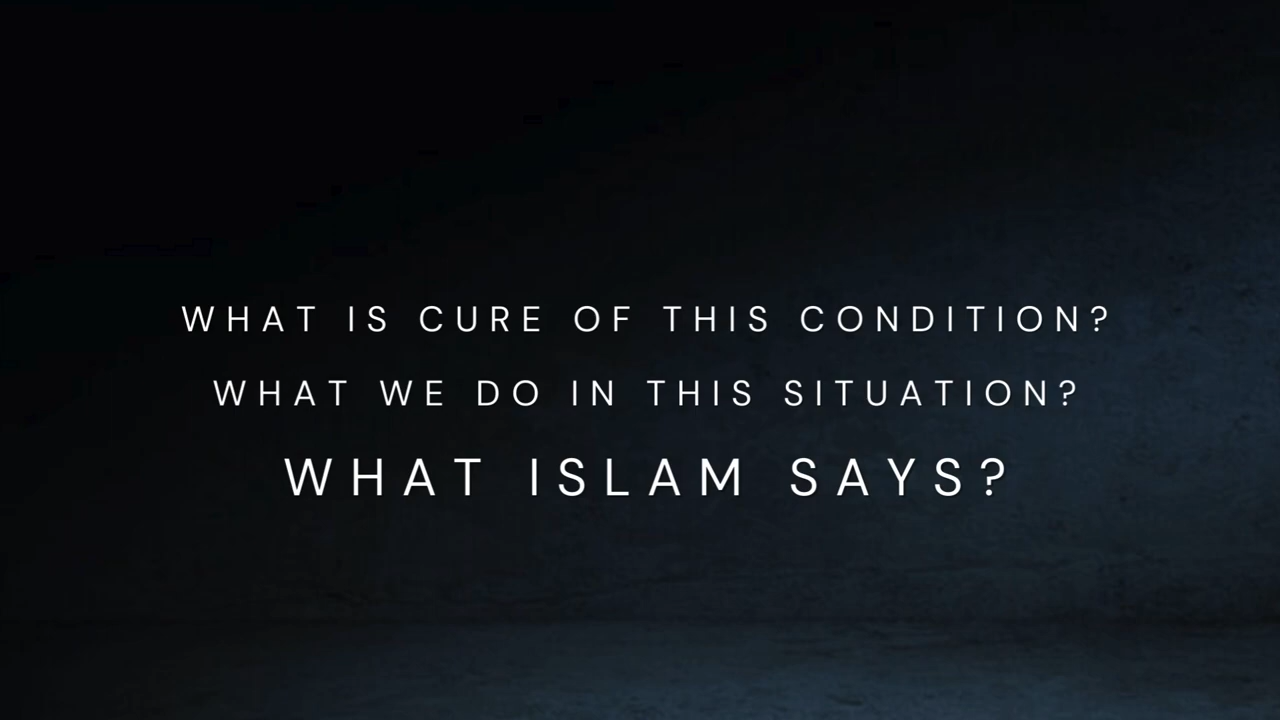 WHAT IS CURE OF THIS CONDITION?
WHAT WE DO IN THIS SITUATION?
WHAT ISLAM SAYS?